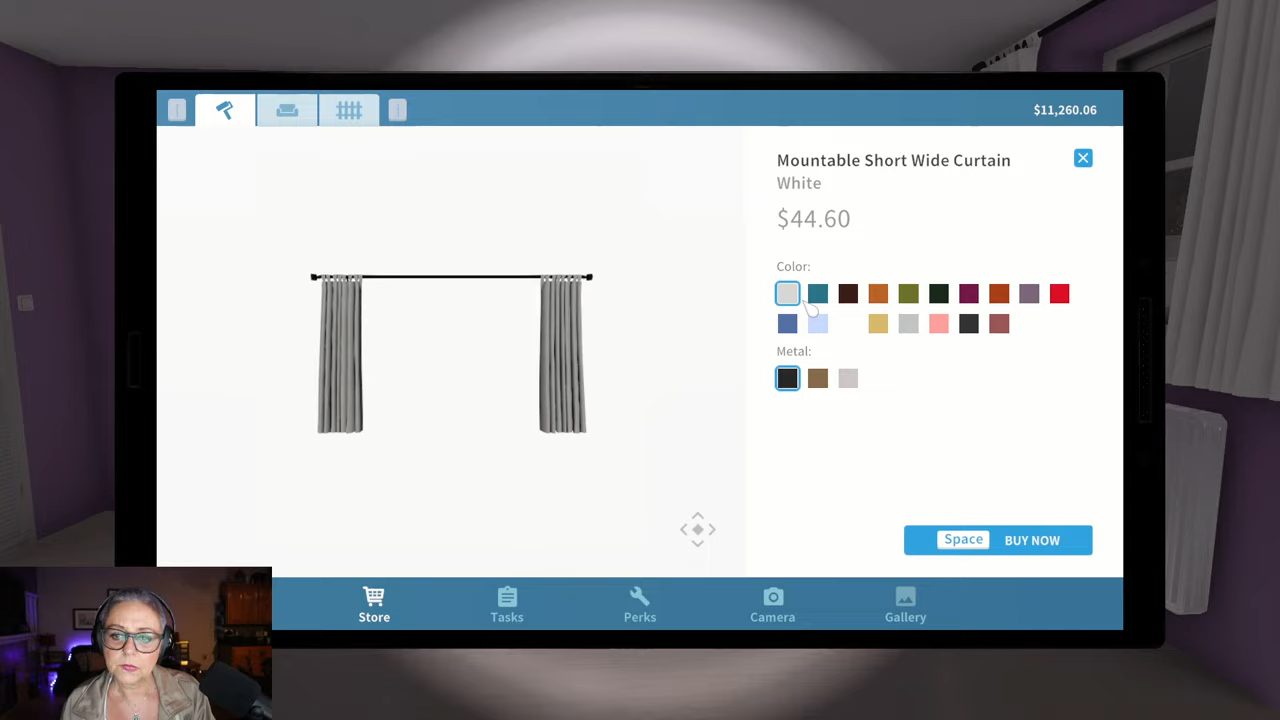 $11,260.06
Mountable Short Wide Curtain
White
$44.60
Color:
Metal:
Space BUY NOW
Store Tasks Perks Camera Gallery